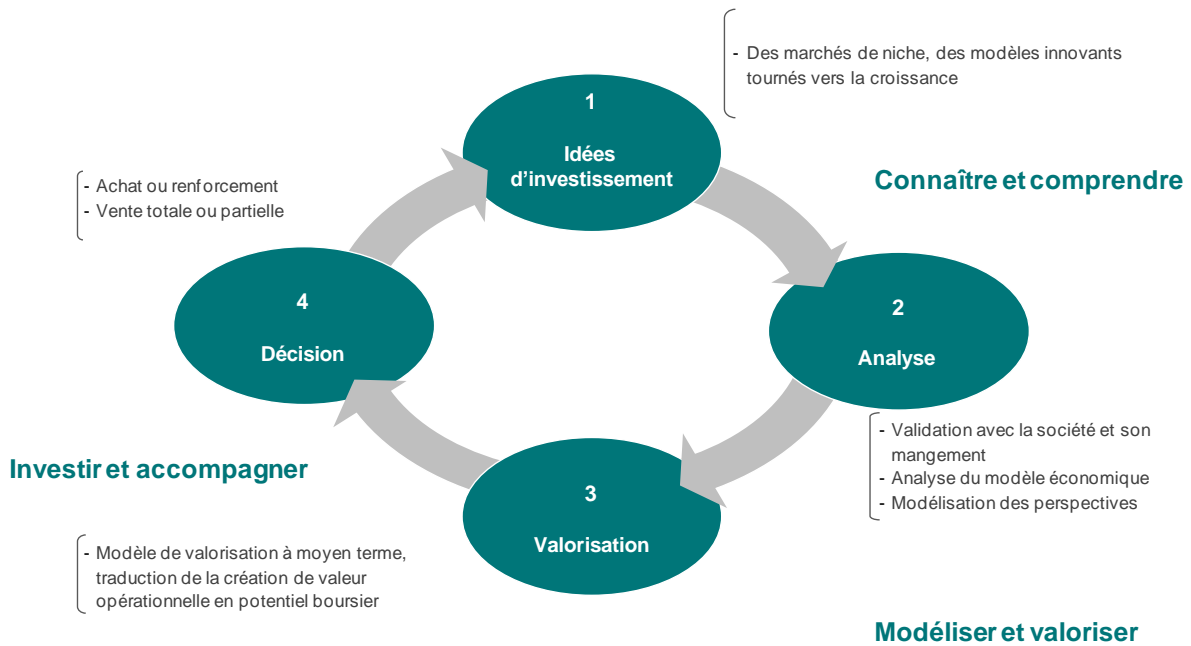 - Des marchés de niche, des modèles innovants
tournés vers la croissance
1
Idées
d’investissement
Connaître et comprendre
- Achat ou renforcement
- Vente totale ou partielle
4
Décision
2
Analyse
- Validation avec la société et son
mangement
- Analyse du modèle économique
- Modélisation des perspectives
Investir et accompagner
3
Valorisation
- Modèle de valorisation à moyen terme,
traduction de la création de valeur
opérationnelle en potentiel boursier
Modéliser et valoriser